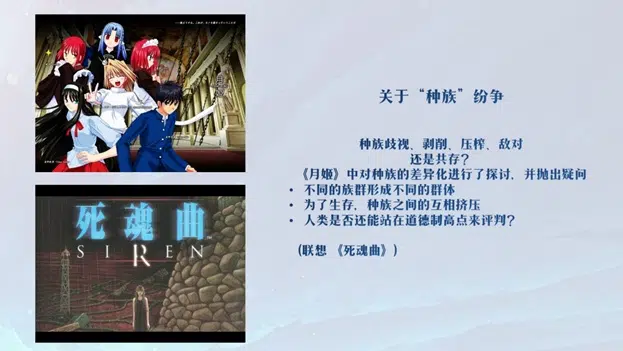 死魂曲
SIREN
关于“种族”纷争
种族歧视、剥削、压榨、敌对
还是共存？
《月姬》中对种族的差异化进行了探讨，并抛出疑问
• 不同的族群形成不同的群体
• 为了生存，种族之间的互相挤压
• 人类是否还能站在道德制高点来评判？
(联想 《死魂曲》)